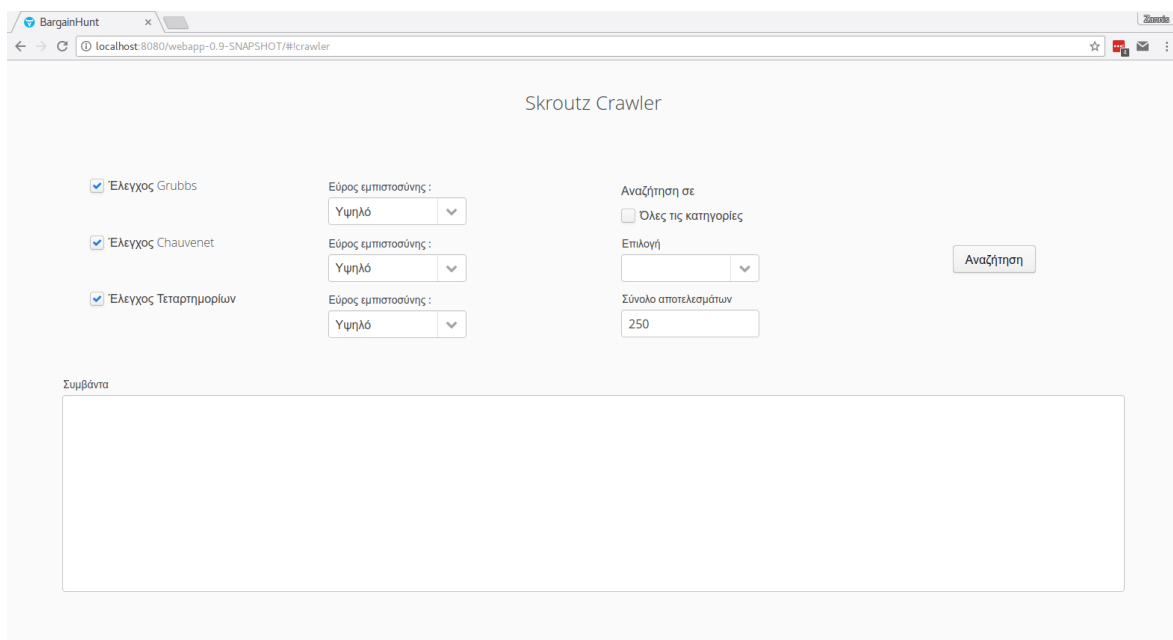 BargainHunt
localhost:8080/webapp-0.9-SNAPSHOT/#!crawler
Skroutz Crawler
Έλεγχος Grubbs
Εύρος εμπιστοσύνης :
Υψηλό
Έλεγχος Chauvenet
Εύρος εμπιστοσύνης :
Υψηλό
Έλεγχος Τεταρτημορίων
Εύρος εμπιστοσύνης :
Υψηλό
Αναζήτηση σε
Όλες τις κατηγορίες
Επιλογή
Σύνολο αποτελεσμάτων
250
Αναζήτηση
Συμβάντα